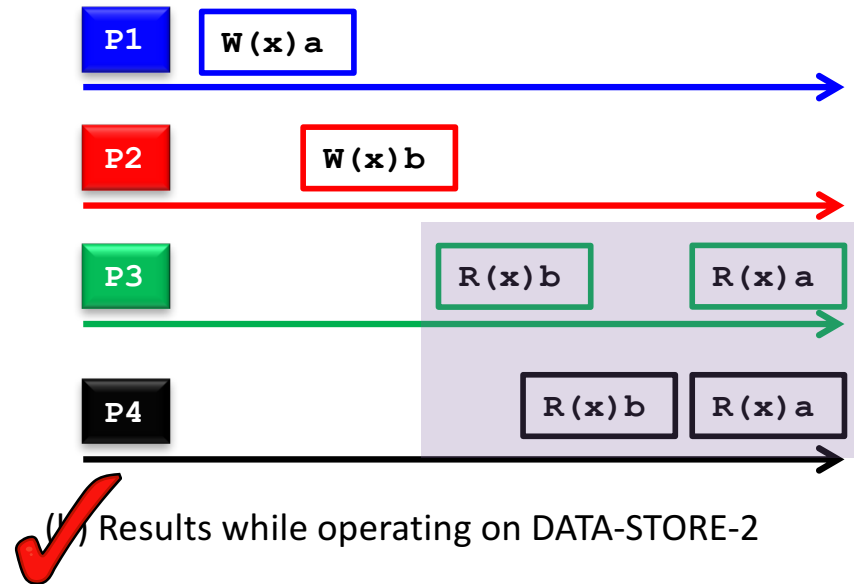 P1 W(x)a
P2 W(x)b
P3 R(x)b R(x)a
P4 R(x)b R(x)a
Results while operating on DATA-STORE-2